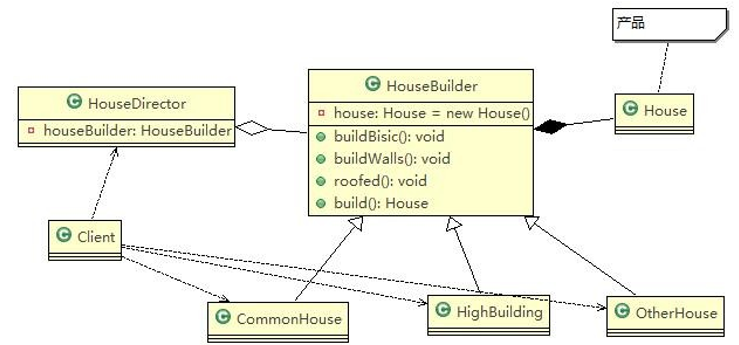 产品
HouseDirector
houseBuilder: HouseBuilder
HouseBuilder
house: House = new House()
buildBisic(): void
buildWalls(): void
roofed(): void
build(): House
House
Client
CommonHouse
HighBuilding
OtherHouse